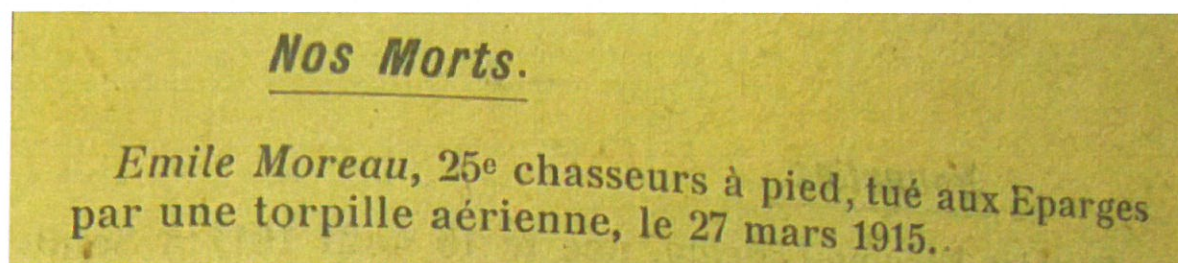 Nos Morts.
Emile Moreau, 25e chasseurs à pied, tué aux Eparges
par une torpille aérienne, le 27 mars 1915.